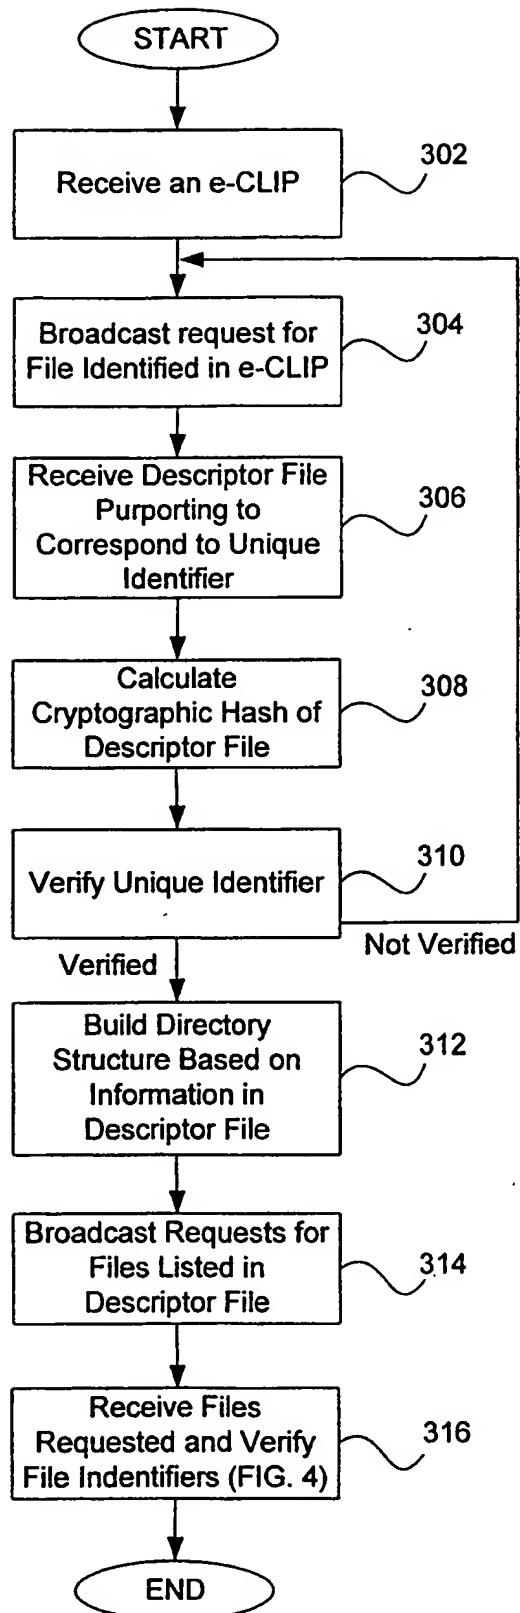 START
Receive an e-CLIP
302
Broadcast request for
File Identified in e-CLIP
304
Receive Descriptor File
Purporting to
Correspond to Unique
Identifier
306
Calculate
Cryptographic Hash of
Descriptor File
308
Verify Unique Identifier
310
Not Verified
Verified
Build Directory
Structure Based on
Information in
Descriptor File
312
Broadcast Requests for
Files Listed in
Descriptor File
314
Receive Files
Requested and Verify
File Indentifiers (FIG. 4)
316
END